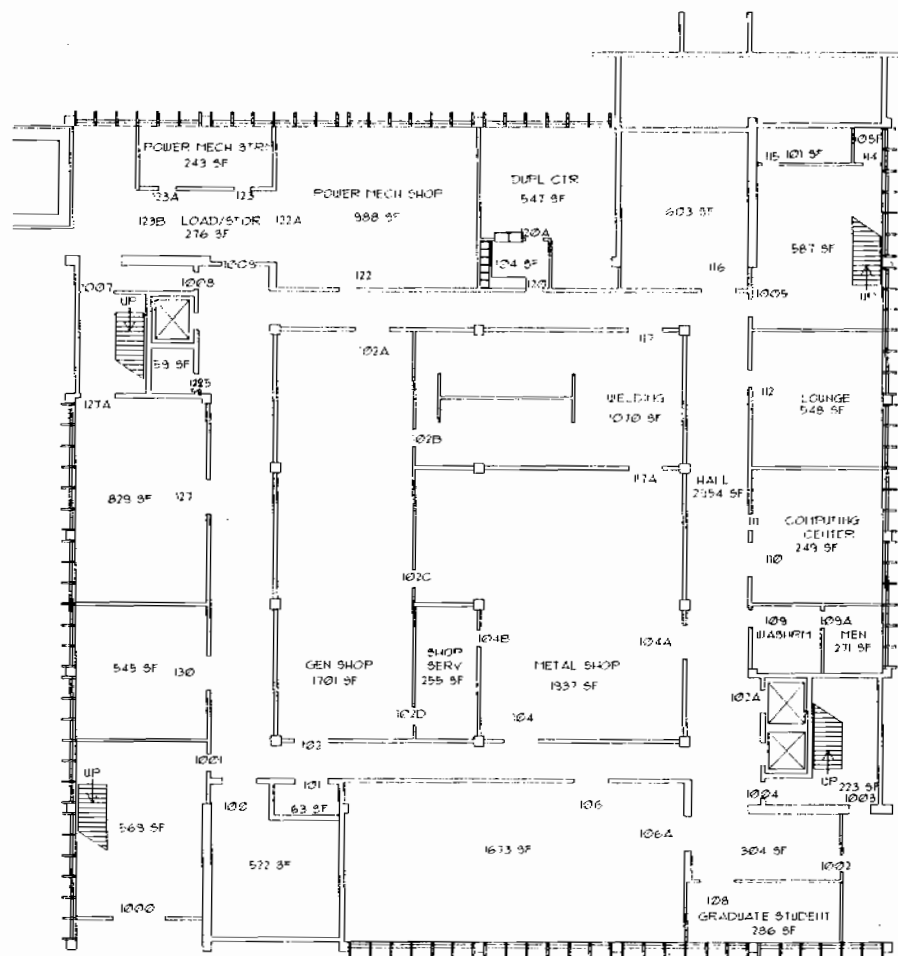 POWER MECH STR
243 SF
115
101 SF
114
DUPL CTR
547 SF
123A
123
POWER MECH SHOP
988 SF
603 SF
123B
LOAD/STOR
276 SF
122A
120A
587 SF
104 SF
116
1009
122
120
1007
1008
1005
UP
UP
102A
117
59 SF
125
127A
WELDING
1070 SF
112
LOUNGE
548 SF
102B
117A
HALL
2954 SF
829 SF
127
111
COMPUTING
CENTER
249 SF
110
102C
109
109A
104B
104A
WASHRM
MEN
271 SF
545 SF
130
GEN SHOP
1701 SF
SHOP
SERV
255 SF
METAL SHOP
1937 SF
102A
102D
104
102
1001
UP
UP
101
1004
223 SF
1003
100
63 SF
106
569 SF
106A
522 SF
1673 SF
304 SF
1002
108
1000
GRADUATE STUDENT
286 SF